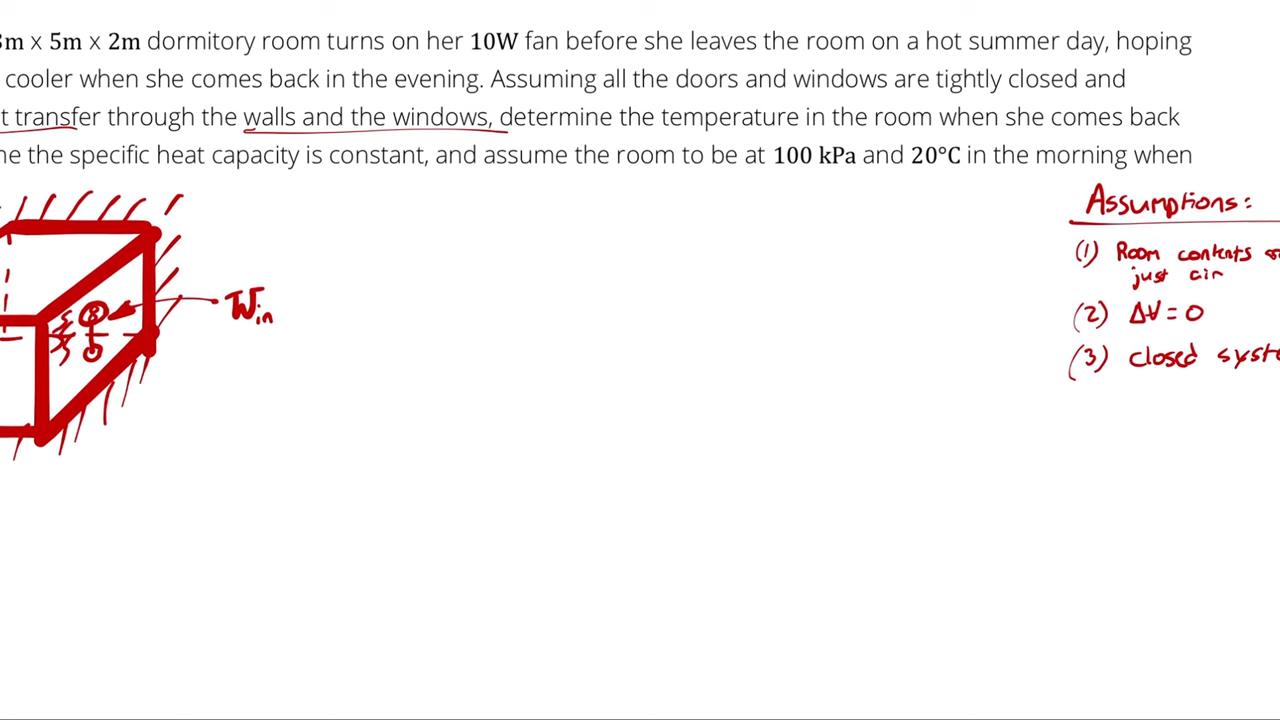 3m x 5m x 2m dormitory room turns on her 10W fan before she leaves the room on a hot summer day, hoping
cooler when she comes back in the evening. Assuming all the doors and windows are tightly closed and
t transfer through the walls and the windows, determine the temperature in the room when she comes back
ne the specific heat capacity is constant, and assume the room to be at 100 kPa and 20°C in the morning when
Assumptions:
(1) Room contents
just air
(2) ΔV = 0
(3) closed syste
Win